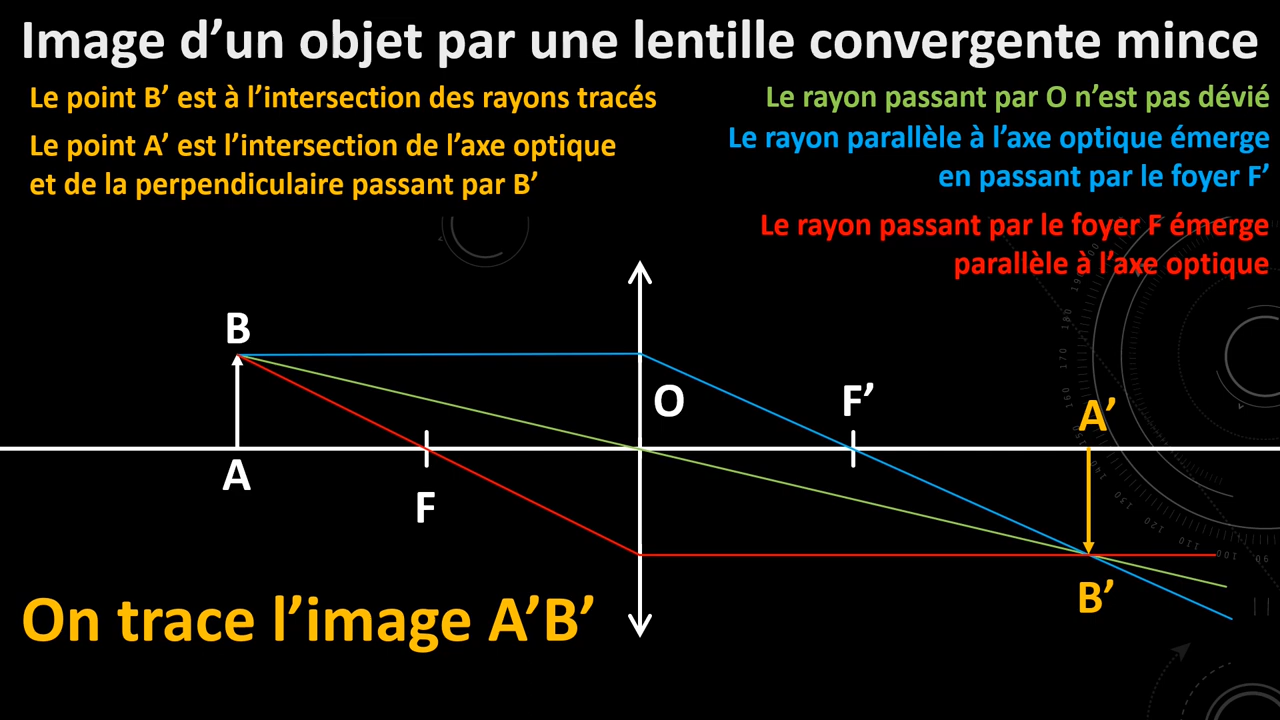 Image d’un objet par une lentille convergente mince
Le point B’ est à l’intersection des rayons tracés
Le point A’ est l’intersection de l’axe optique
et de la perpendiculaire passant par B’
Le rayon passant par O n’est pas dévié
Le rayon parallèle à l’axe optique émerge
en passant par le foyer F’
Le rayon passant par le foyer F émerge
parallèle à l’axe optique
B
O
F’
A’
A
F
B’
On trace l’image A’B’